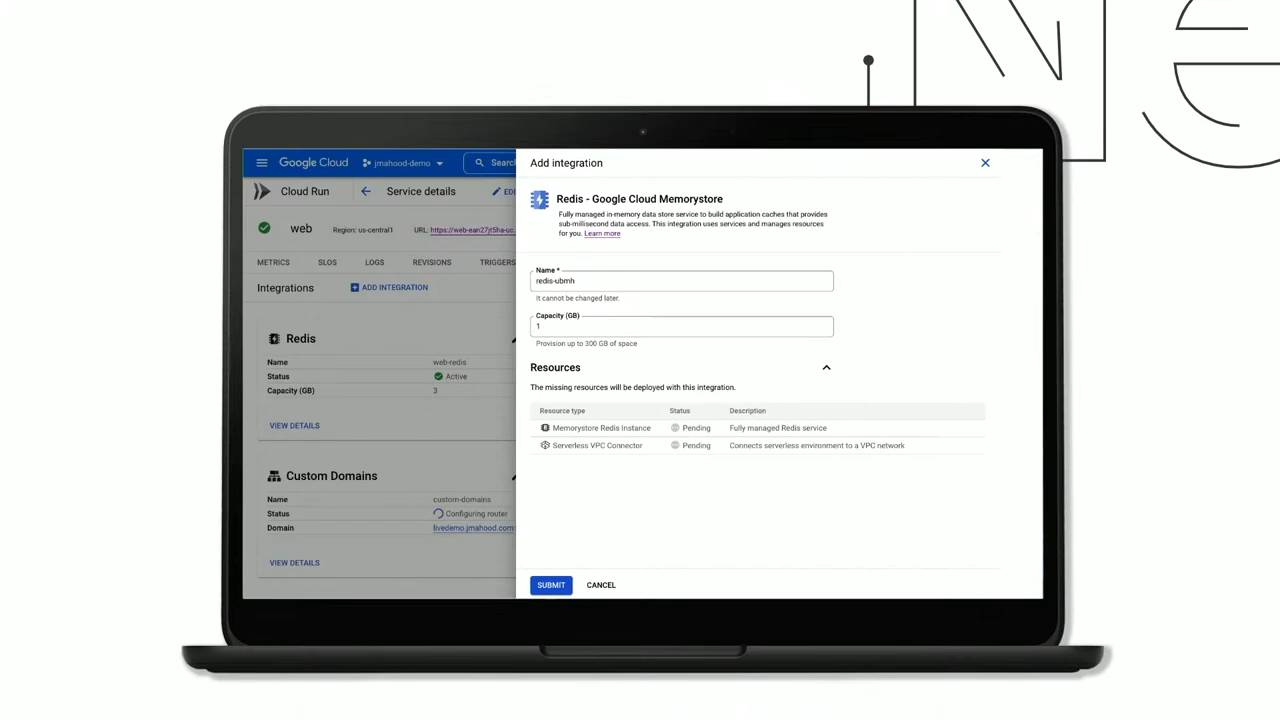 Ne
Google Cloud
jmahood-demo
Search
Cloud Run
Service details
web
Region: us-central1
URL:
METRICS
SLOS
LOGS
REVISIONS
TRIGGERS
Integrations
ADD INTEGRATION
Redis
Name
web-redis
Status
Active
Capacity (GB)
3
VIEW DETAILS
Custom Domains
Name
custom-domains
Status
Configuring router
Domain
livedemo.jmahood.com
VIEW DETAILS
Add integration
Redis - Google Cloud Memorystore
Fully managed in-memory data store service to build application caches that provides
sub-millisecond data access. This integration uses services and manages resources
for you. Learn more
Name *
redis-ubmh
It cannot be changed later.
Capacity (GB)
1
Provision up to 300 GB of space
Resources
The missing resources will be deployed with this integration.
Resource type Status Description
Memorystore Redis Instance Pending Fully managed Redis service
Serverless VPC Connector Pending Connects serverless environment to a VPC network
SUBMIT
CANCEL